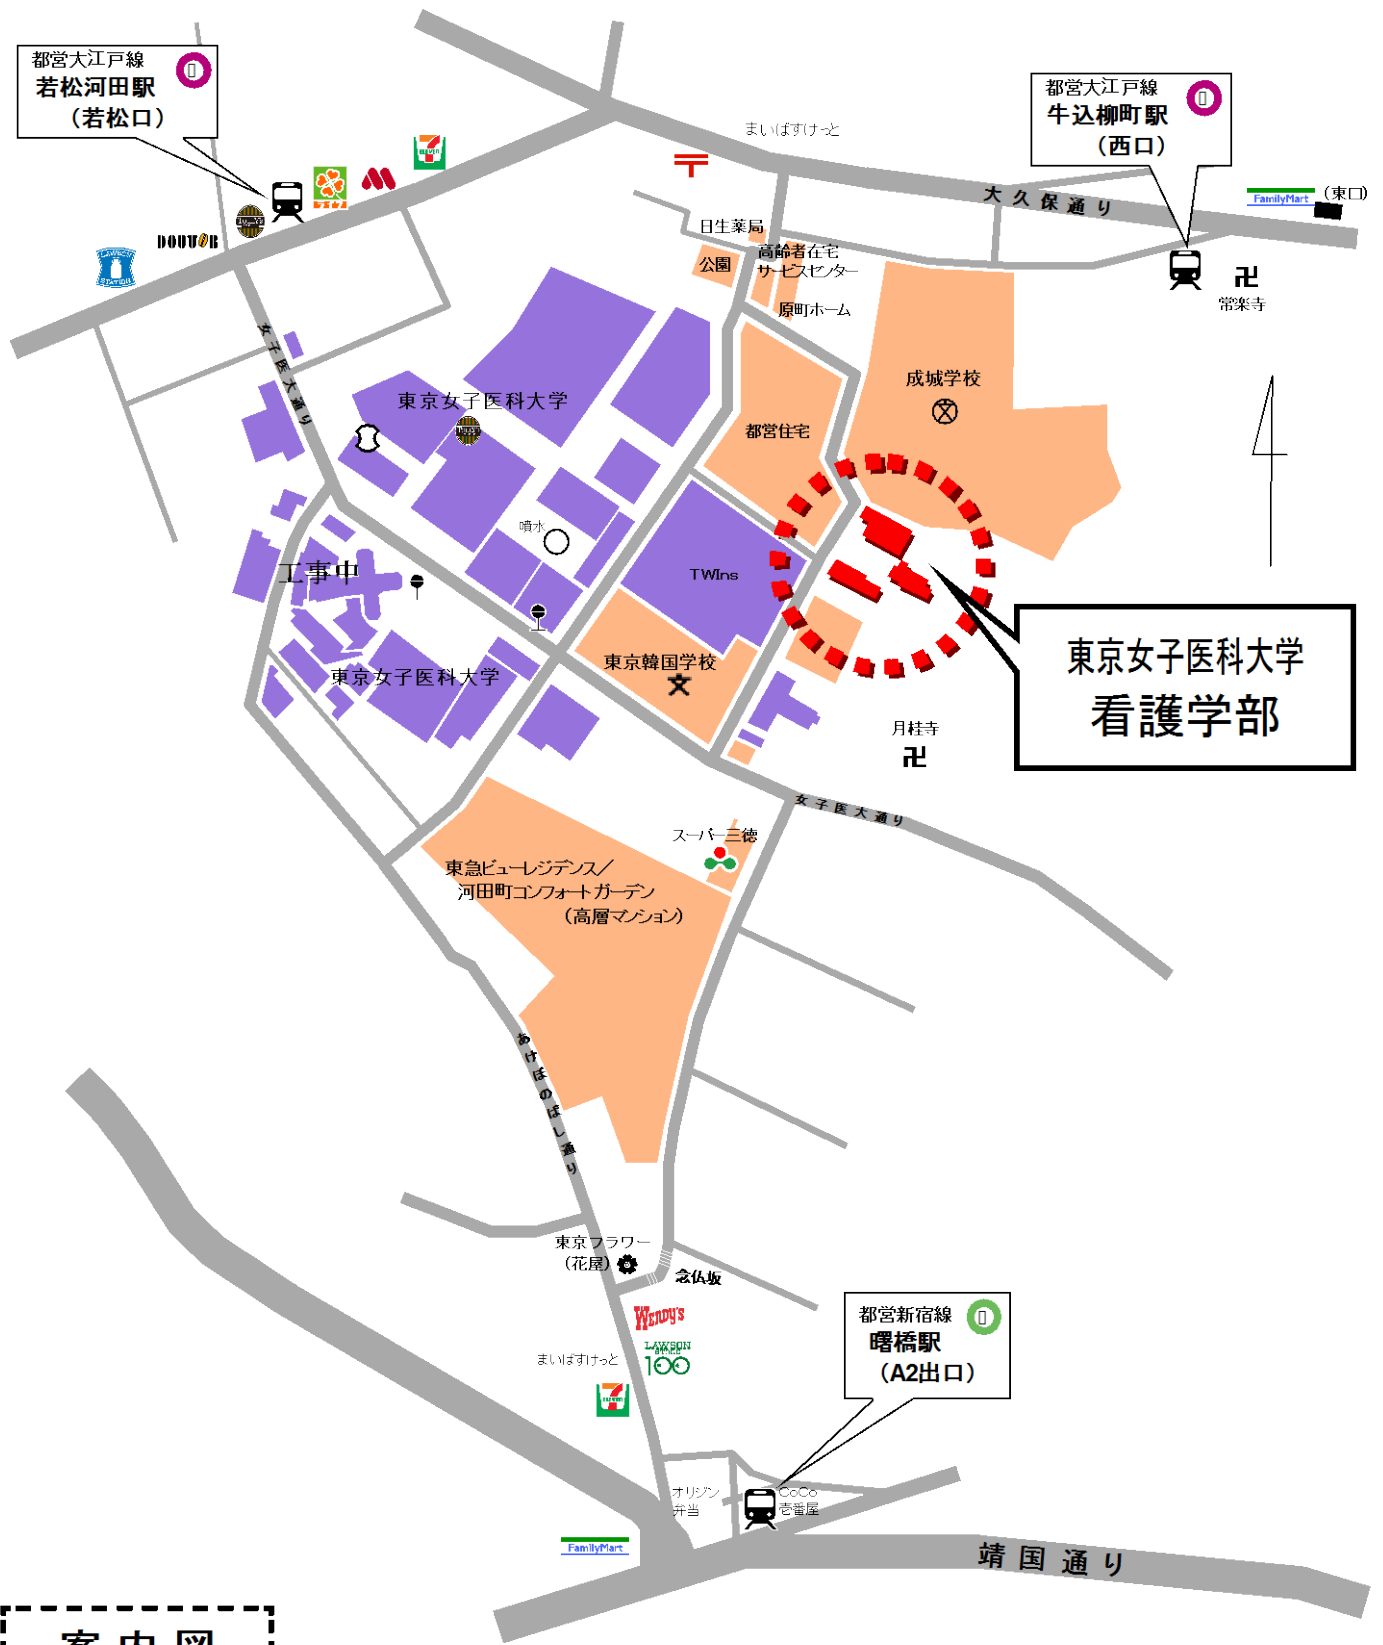 都営大江戸線
若松河田駅
（若松口）
都営大江戸線
牛込柳町駅
（西口）
まいばすけっと
大久保通り
FamilyMart
（東口）
常楽寺
DOUTOR
LAWSON
STATION
日生薬局
公園
高齢者在宅
サービスセンター
原町ホーム
女子医大通り
東京女子医科大学
成城学校
都営住宅
噴水
TWIns
工事中
東京女子医科大学
東京韓国学校
東京女子医科大学
看護学部
月桂寺
女子医大通り
スーパー三徳
東急ビューレジデンス／
河田町コンフォートガーデン
（高層マンション）
あけぼのばし通り
東京フラワー
（花屋）
念仏坂
WENDY'S
LAWSON
STORE
100
まいばすけっと
7
ELEVEN
都営新宿線
曙橋駅
（A2出口）
オリジン
弁当
CoCo
壱番屋
FamilyMart
靖国通り
案内図